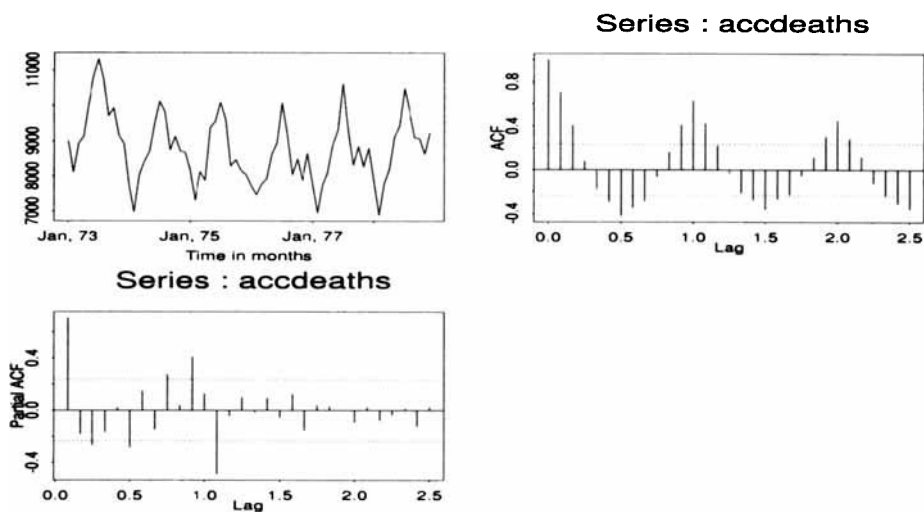 11000
10000
9000
8000
7000
Jan, 73
Jan, 75
Jan, 77
Time in months
Series : accdeaths
0.8
0.4
0.0
-0.4
ACF
0.0
0.5
1.0
1.5
2.0
2.5
Lag
Series : accdeaths
0.4
0.0
-0.4
Partial ACF
0.0
0.5
1.0
1.5
2.0
2.5
Lag